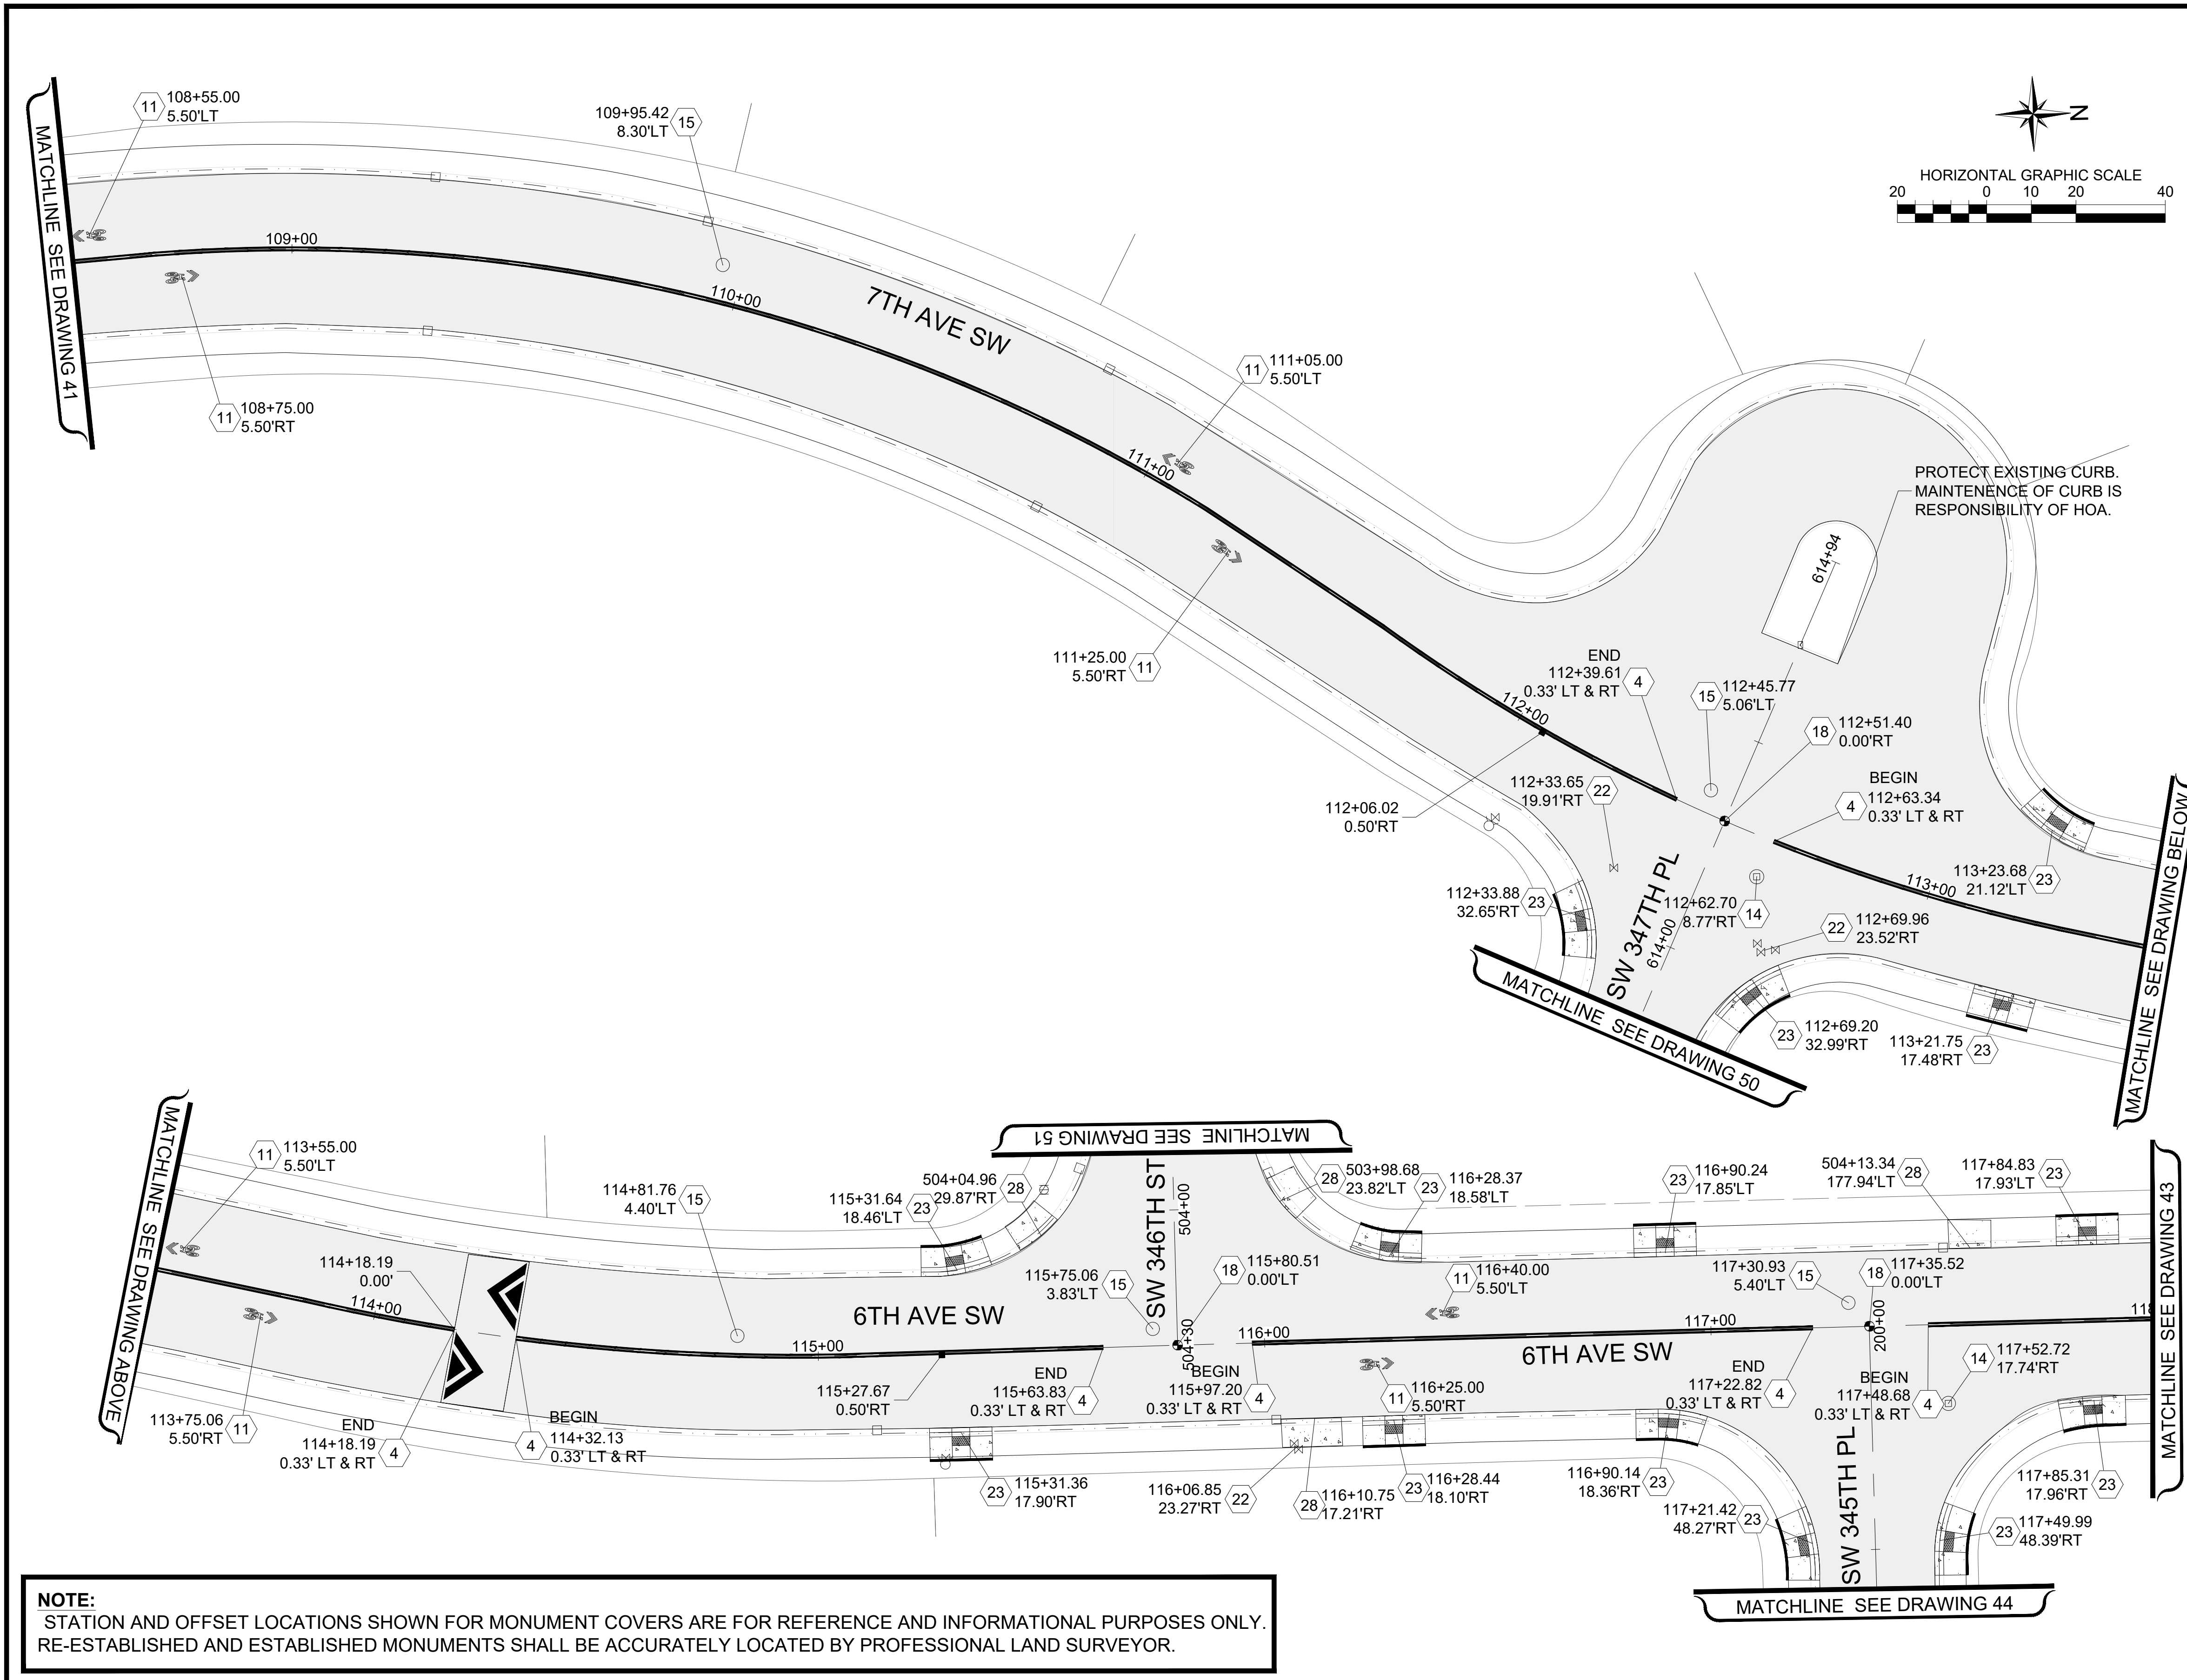 11
108+55.00
5.50'LT
MATCHLINE SEE DRAWING 41
109+95.42
8.30'LT
15
N
HORIZONTAL GRAPHIC SCALE
20 0 10 20 40
109+00
110+00
7TH AVE SW
11
108+75.00
5.50'RT
11
111+05.00
5.50'LT
111+00
PROTECT EXISTING CURB.
MAINTENENCE OF CURB IS
RESPONSIBILITY OF HOA.
614+94
111+25.00
5.50'RT
11
END
112+39.61
0.33' LT & RT
4
15
112+45.77
5.06'LT
112+00
18
112+51.40
0.00'RT
112+33.65
19.91'RT
22
112+06.02
0.50'RT
BEGIN
4
112+63.34
0.33' LT & RT
113+23.68
21.12'LT
23
113+00
112+33.88
32.65'RT
23
SW 347TH PL
614+00
112+62.70
8.77'RT
14
22
112+69.96
23.52'RT
MATCHLINE SEE DRAWING 50
23
112+69.20
32.99'RT
113+21.75
17.48'RT
23
MATCHLINE SEE DRAWING BELOW
MATCHLINE SEE DRAWING ABOVE
11
113+55.00
5.50'LT
114+18.19
0.00'
114+00
114+81.76
4.40'LT
15
115+31.64
18.46'LT
23
504+04.96
29.87'RT
28
MATCHLINE SEE DRAWING 51
SW 346TH ST
504+00
504+30
28
503+98.68
23.82'LT
23
116+28.37
18.58'LT
23
116+90.24
17.85'LT
504+13.34
177.94'LT
28
117+84.83
17.93'LT
23
MATCHLINE SEE DRAWING 43
115+75.06
3.83'LT
15
18
115+80.51
0.00'LT
11
116+40.00
5.50'LT
117+30.93
5.40'LT
15
18
117+35.52
0.00'LT
6TH AVE SW
115+00
116+00
117+00
118
6TH AVE SW
200+00
113+75.06
5.50'RT
11
END
114+18.19
0.33' LT & RT
4
BEGIN
4
114+32.13
0.33' LT & RT
115+27.67
0.50'RT
END
115+63.83
0.33' LT & RT
4
BEGIN
115+97.20
0.33' LT & RT
4
11
116+25.00
5.50'RT
END
117+22.82
0.33' LT & RT
4
BEGIN
117+48.68
0.33' LT & RT
4
14
117+52.72
17.74'RT
23
115+31.36
17.90'RT
116+06.85
23.27'RT
22
28
116+10.75
17.21'RT
23
116+28.44
18.10'RT
116+90.14
18.36'RT
23
117+21.42
48.27'RT
23
SW 345TH PL
117+85.31
17.96'RT
23
23
117+49.99
48.39'RT
MATCHLINE SEE DRAWING 44
NOTE:
STATION AND OFFSET LOCATIONS SHOWN FOR MONUMENT COVERS ARE FOR REFERENCE AND INFORMATIONAL PURPOSES ONLY.
RE-ESTABLISHED AND ESTABLISHED MONUMENTS SHALL BE ACCURATELY LOCATED BY PROFESSIONAL LAND SURVEYOR.